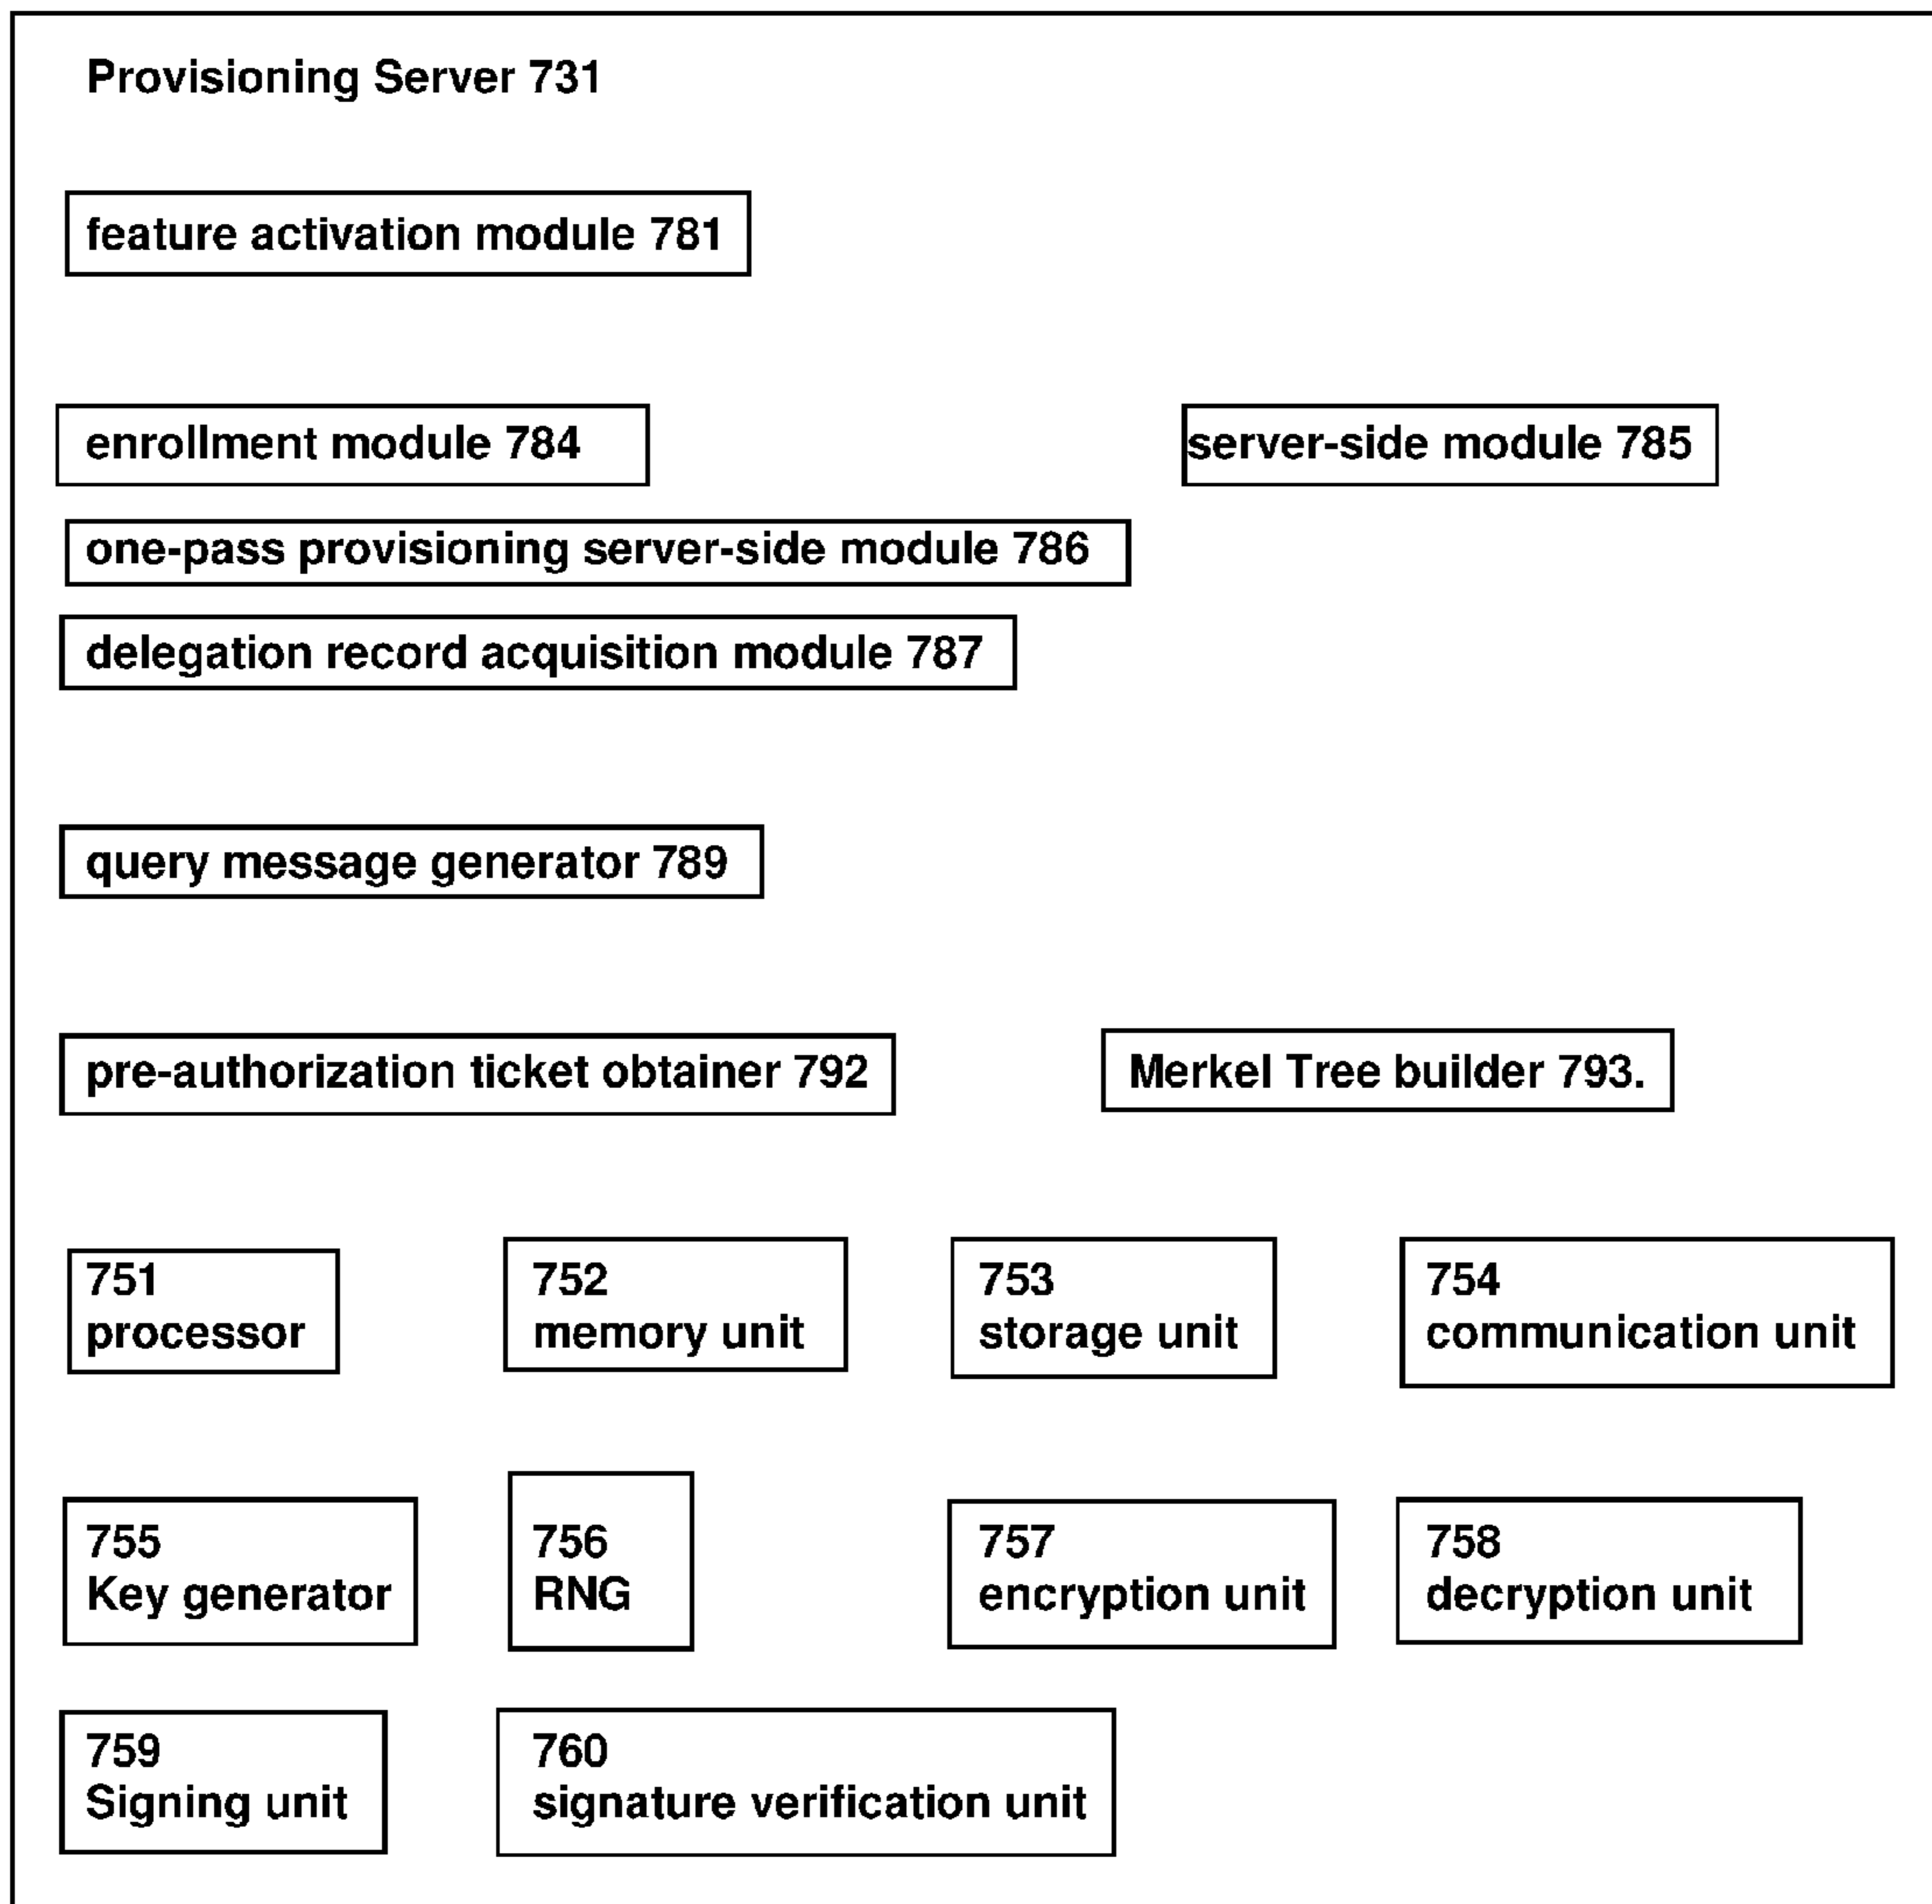 Provisioning Server 731
feature activation module 781
enrollment module 784
server-side module 785
one-pass provisioning server-side module 786
delegation record acquisition module 787
query message generator 789
pre-authorization ticket obtainer 792
Merkel Tree builder 793.
751
processor
752
memory unit
753
storage unit
754
communication unit
755
Key generator
756
RNG
757
encryption unit
758
decryption unit
759
Signing unit
760
signature verification unit